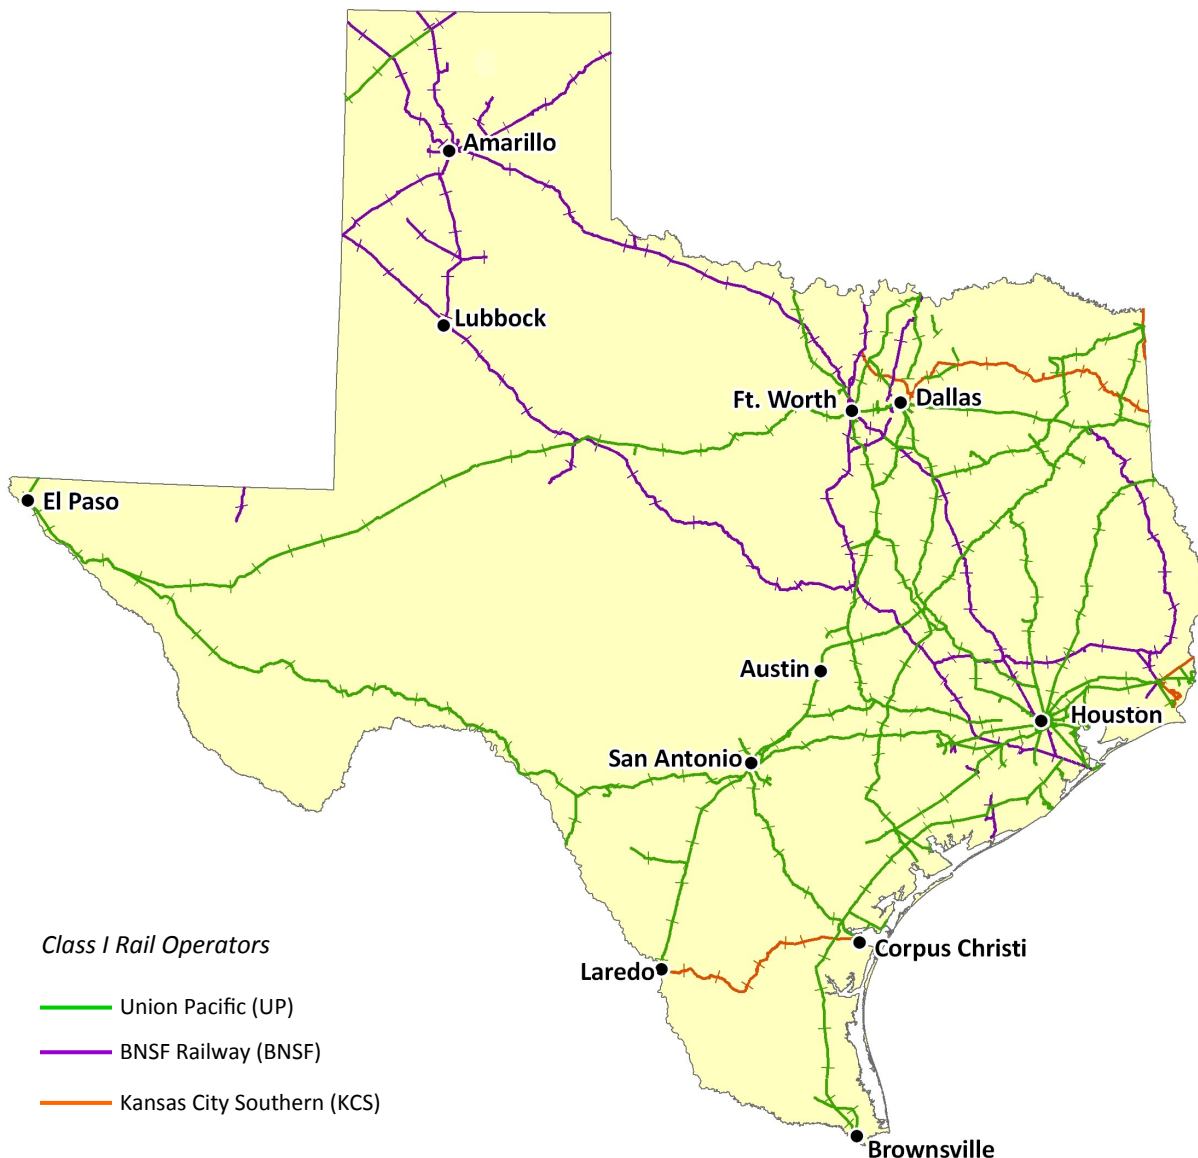 Amarillo
Lubbock
Ft. Worth
Dallas
El Paso
Austin
Houston
San Antonio
Class I Rail Operators
Corpus Christi
Laredo
Union Pacific (UP)
BNSF Railway (BNSF)
Kansas City Southern (KCS)
Brownsville